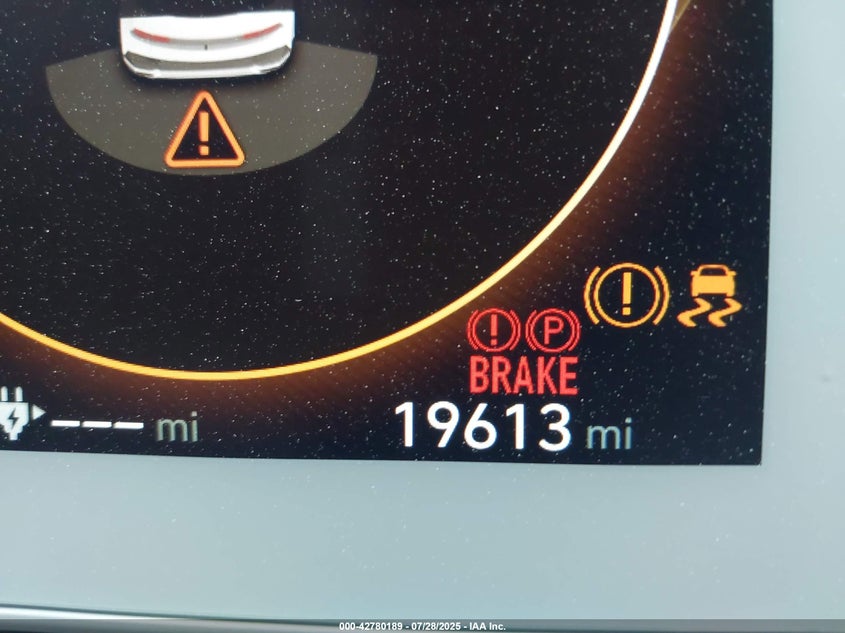 !
!
! P
BRAKE
--- mi
19613 mi
000-42780189 - 07/28/2025 - IAA Inc.